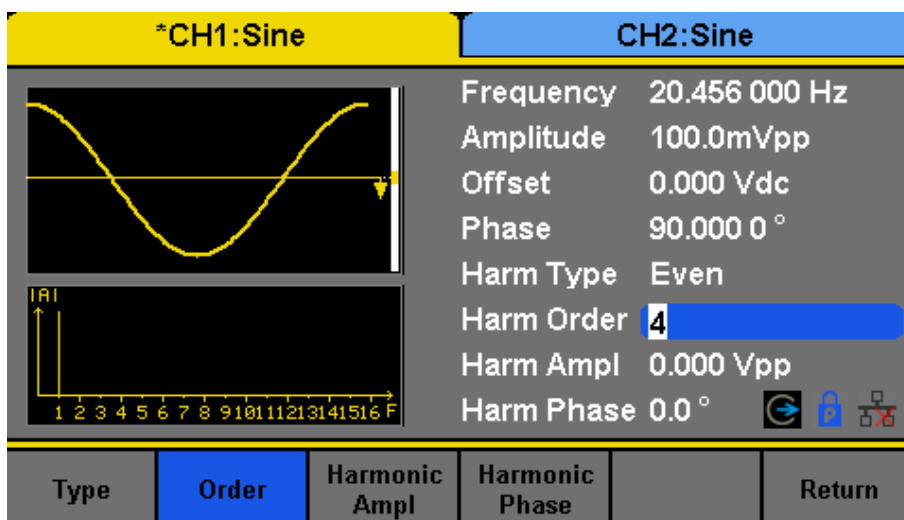 *CH1:Sine
CH2:Sine
Frequency 20.456 000 Hz
Amplitude 100.0mVpp
Offset 0.000 Vdc
Phase 90.000 0 °
Harm Type Even
Harm Order 4
Harm Ampl 0.000 Vpp
Harm Phase 0.0 °
|A|
1 2 3 4 5 6 7 8 9 10 11 12 13 14 15 16 F
P
Type
Order
Harmonic
Ampl
Harmonic
Phase
Return